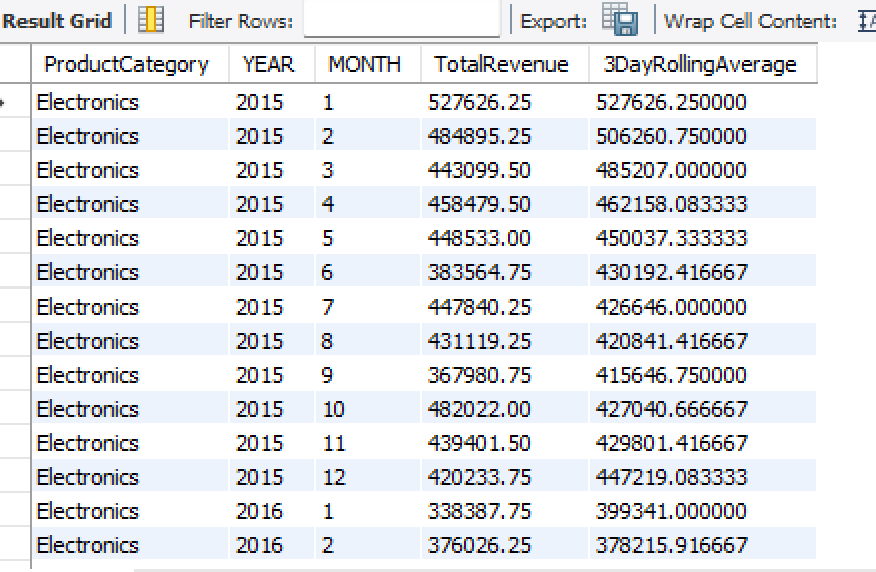 Result Grid Filter Rows: Export: Wrap Cell Content:
ProductCategory YEAR MONTH TotalRevenue 3DayRollingAverage
Electronics 2015 1 527626.25 527626.250000
Electronics 2015 2 484895.25 506260.750000
Electronics 2015 3 443099.50 485207.000000
Electronics 2015 4 458479.50 462158.083333
Electronics 2015 5 448533.00 450037.333333
Electronics 2015 6 383564.75 430192.416667
Electronics 2015 7 447840.25 426646.000000
Electronics 2015 8 431119.25 420841.416667
Electronics 2015 9 367980.75 415646.750000
Electronics 2015 10 482022.00 427040.666667
Electronics 2015 11 439401.50 429801.416667
Electronics 2015 12 420233.75 447219.083333
Electronics 2016 1 338387.75 399341.000000
Electronics 2016 2 376026.25 378215.916667